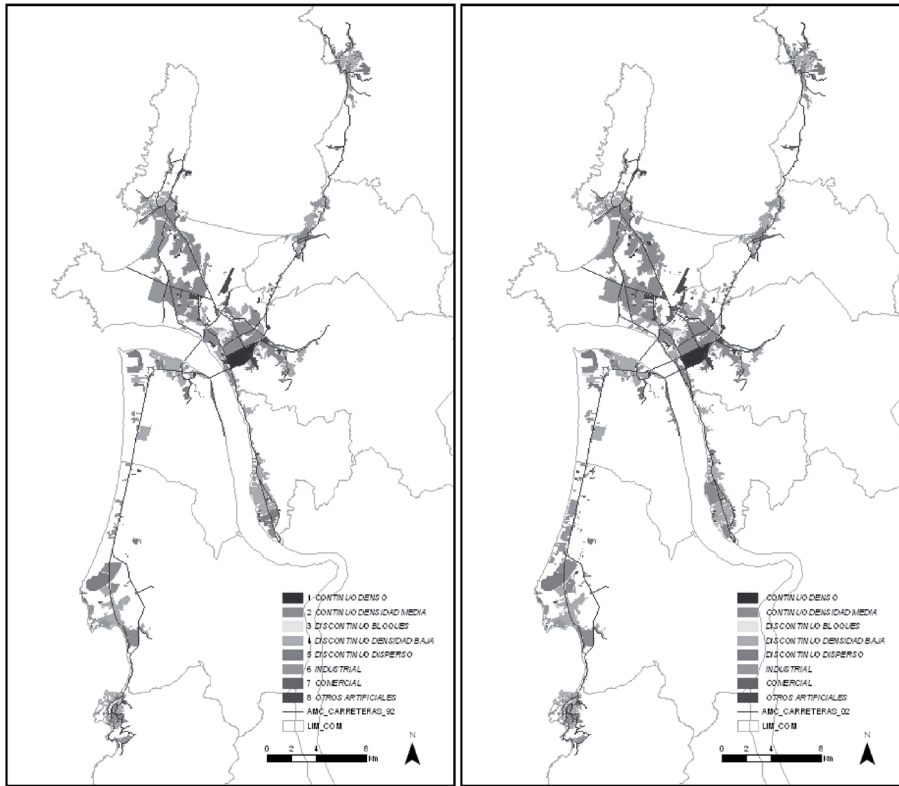 1 CONTINUO DENSO
2 CONTINUO DENSIDAD MEDIA
3 DISCONTINUO BLOQUES
4 DISCONTINUO DENSIDAD BAJA
5 DISCONTINUO DISPERSO
6 INDUSTRIAL
7 COMERCIAL
8 OTROS ARTIFICIALES
AMC_CARRETERAS_92
LIM_COM
N
0 2 4 8
Km
CONTINUO DENSO
CONTINUO DENSIDAD MEDIA
DISCONTINUO BLOQUES
DISCONTINUO DENSIDAD BAJA
DISCONTINUO DISPERSO
INDUSTRIAL
COMERCIAL
OTROS ARTIFICIALES
AMC_CARRETERAS_02
LIM_COM
N
0 2 4 8
Km